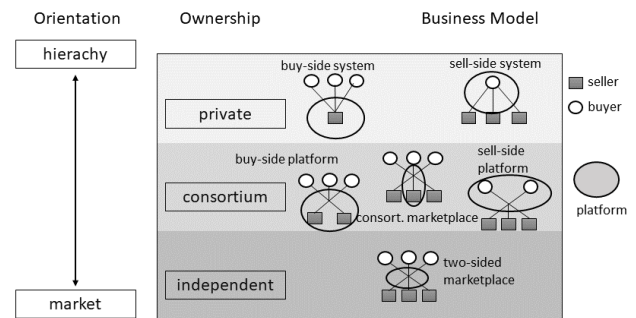 Orientation
Ownership
Business Model
hierachy
buy-side system
sell-side system
seller
buyer
private
buy-side platform
sell-side
platform
consortium
consort. marketplace
platform
two-sided
marketplace
independent
market